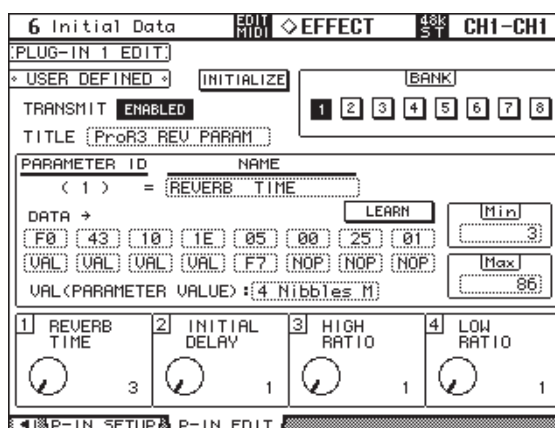 6 Initial Data EDIT MIDI ◇EFFECT 48K ST CH1-CH1
PLUG-IN 1 EDIT
USER DEFINED INITIALIZE BANK
TRANSMIT ENABLED 1 2 3 4 5 6 7 8
TITLE ProR3 REV PARAM
PARAMETER ID NAME
( 1 ) = REVERB TIME
DATA → LEARN Min
F0 43 10 1E 05 00 25 01 3
VAL VAL VAL VAL F7 NOP NOP NOP Max
VAL(PARAMETER VALUE): 4 Nibbles M 86
1 REVERB TIME 2 INITIAL DELAY 3 HIGH RATIO 4 LOW RATIO
3 1 1 1
P-IN SETUP P-IN EDIT